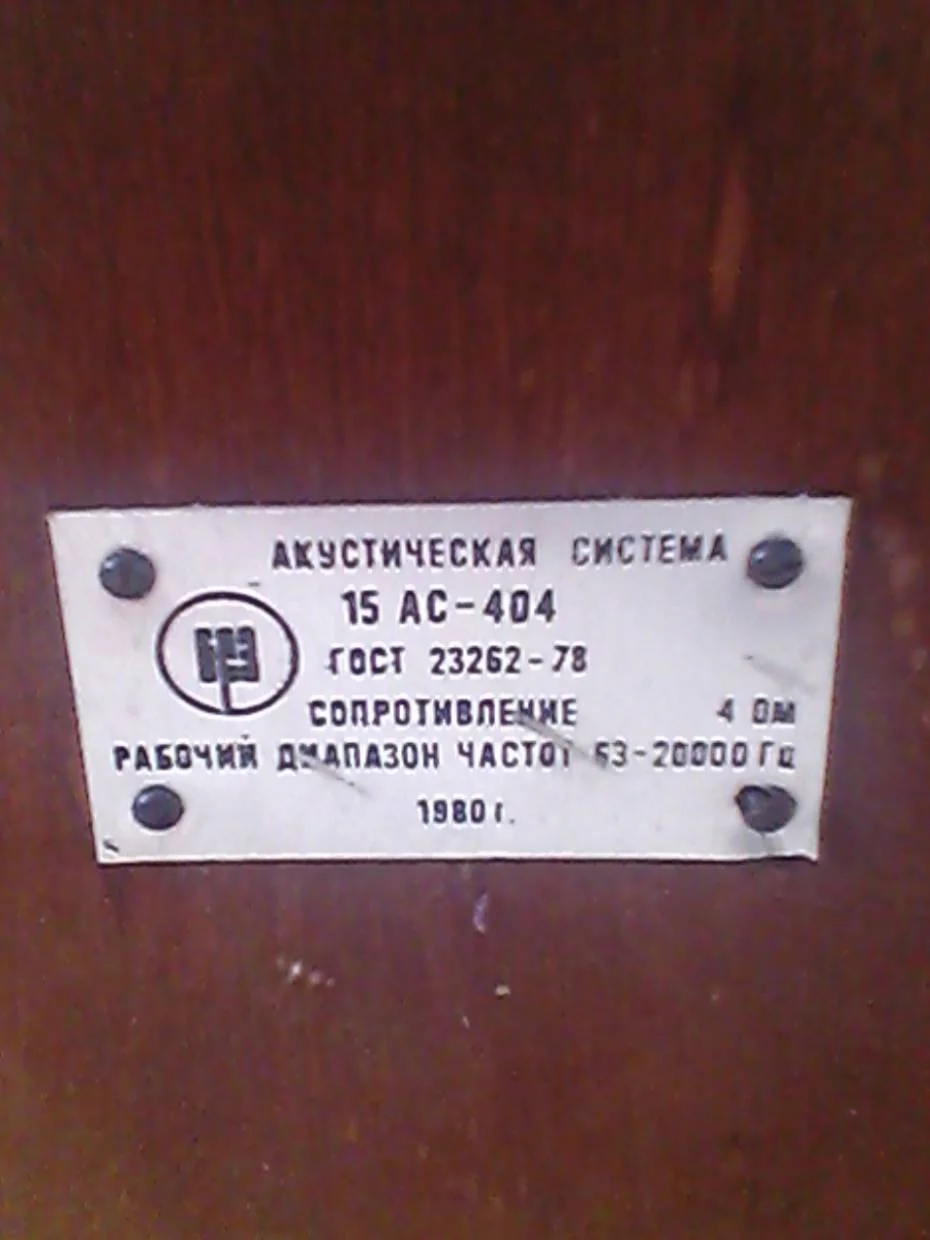 АКУСТИЧЕСКАЯ СИСТЕМА
15 АС-404
ГОСТ 23262-78
СОПРОТИВЛЕНИЕ 4 ОМ
РАБОЧИЙ ДИАПАЗОН ЧАСТОТ 63-20000 Гц
1980 г.